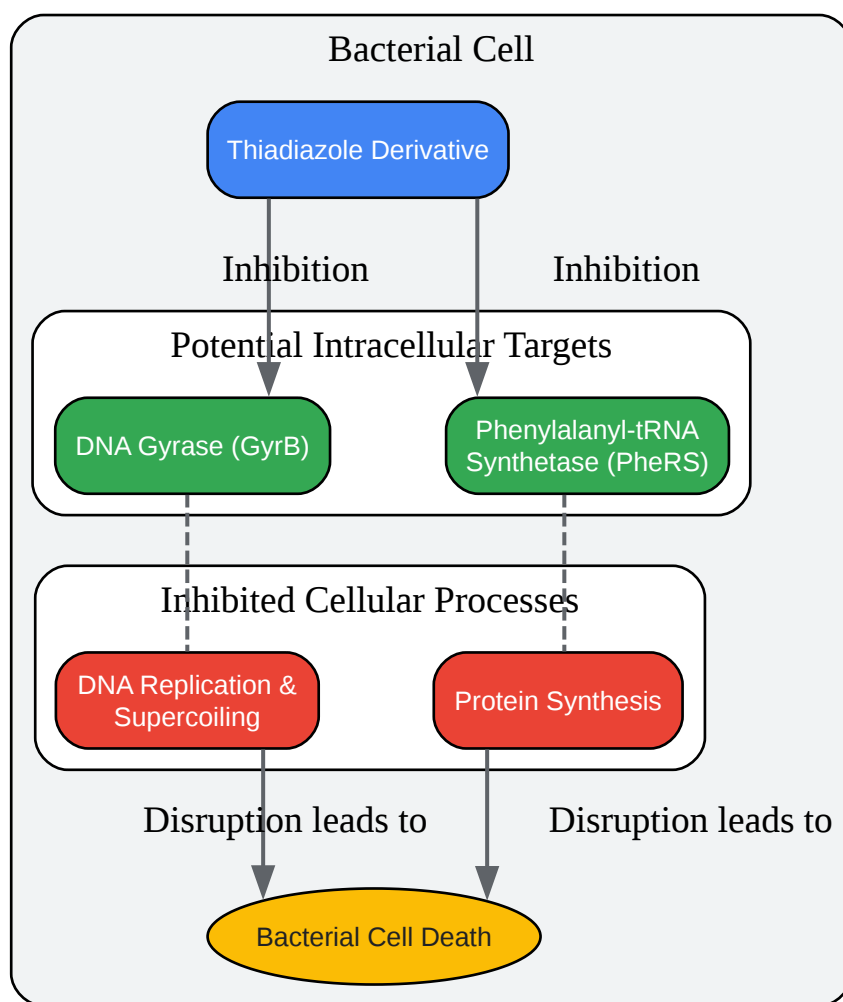 Bacterial Cell
Thiadiazole Derivative
Inhibition
Inhibition
Potential Intracellular Targets
DNA Gyrase (GyrB)
Phenylalanyl-tRNA
Synthetase (PheRS)
Inhibited Cellular Processes
DNA Replication &
Supercoiling
Protein Synthesis
Disruption leads to
Disruption leads to
Bacterial Cell Death